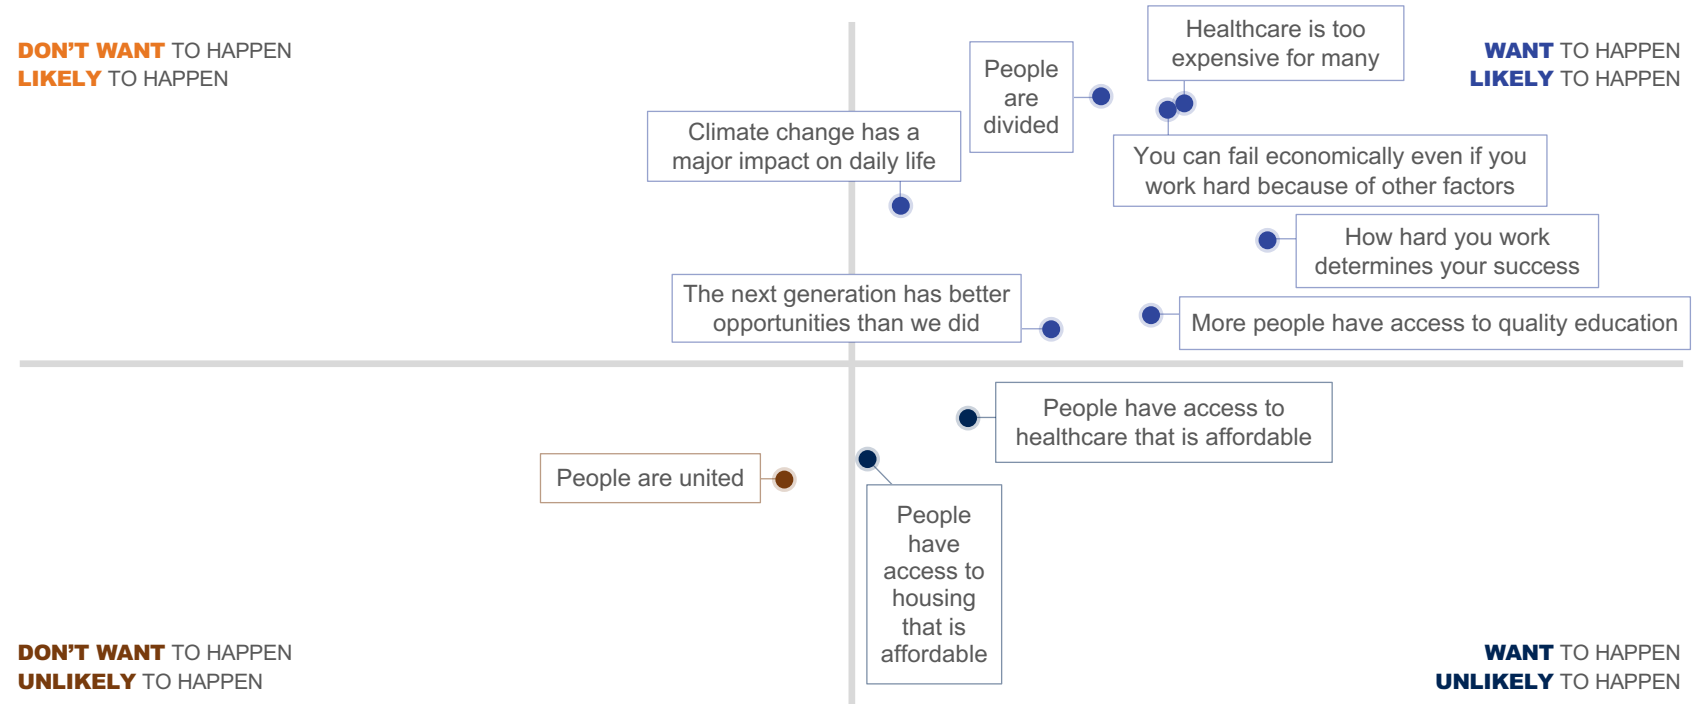 DON'T WANT TO HAPPEN
LIKELY TO HAPPEN
WANT TO HAPPEN
LIKELY TO HAPPEN
Healthcare is too
expensive for many
People
are
divided
Climate change has a
major impact on daily life
You can fail economically even if you
work hard because of other factors
How hard you work
determines your success
The next generation has better
opportunities than we did
More people have access to quality education
People have access to
healthcare that is affordable
People are united
People
have
access to
housing
that is
affordable
DON'T WANT TO HAPPEN
UNLIKELY TO HAPPEN
WANT TO HAPPEN
UNLIKELY TO HAPPEN